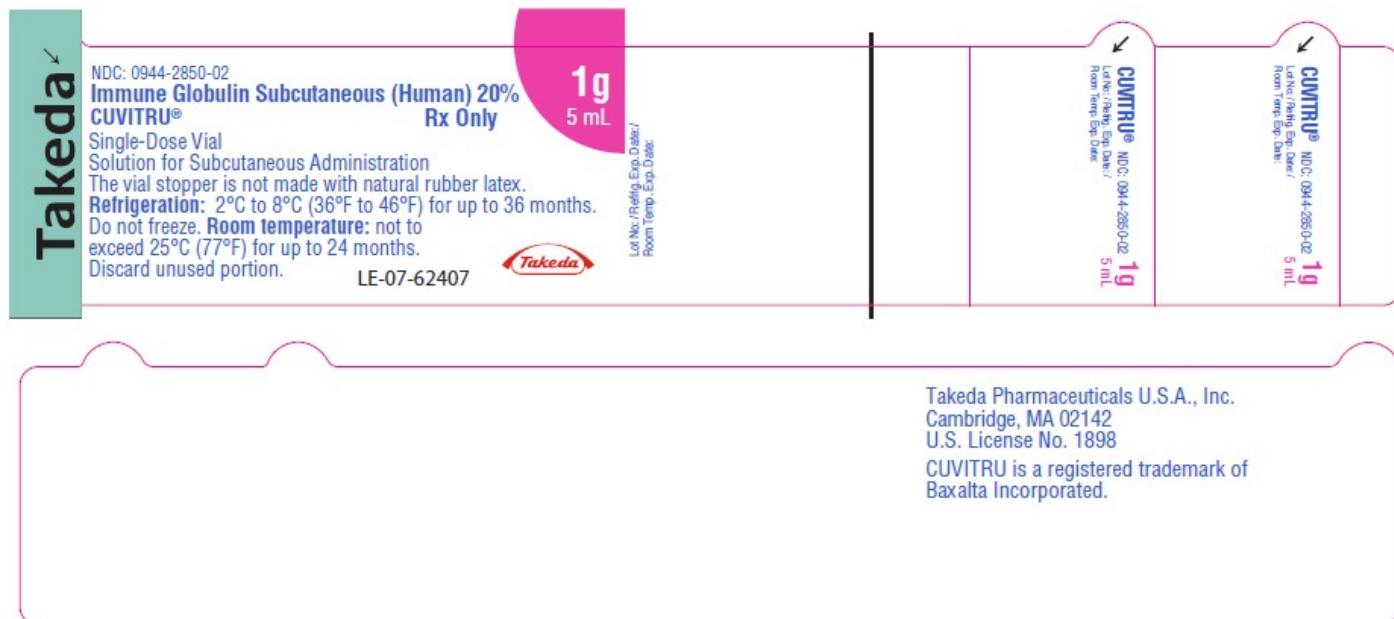 Takeda
NDC: 0944-2850-02
Immune Globulin Subcutaneous (Human) 20%
CUVITRU® Rx Only
Single-Dose Vial
Solution for Subcutaneous Administration
The vial stopper is not made with natural rubber latex.
Refrigeration: 2°C to 8°C (36°F to 46°F) for up to 36 months.
Do not freeze. Room temperature: not to
exceed 25°C (77°F) for up to 24 months.
Discard unused portion.
LE-07-62407
Takeda
1g
5 mL
Lot No: / Refrig. Exp. Date: /
Room Temp. Exp. Date:
CUVITRU® NDC: 0944-2850-02 1g
Lot No: / Refrig. Exp. Date: / 5 mL
Room Temp. Exp. Date:
CUVITRU® NDC: 0944-2850-02 1g
Lot No: / Refrig. Exp. Date: / 5 mL
Room Temp. Exp. Date:
Takeda Pharmaceuticals U.S.A., Inc.
Cambridge, MA 02142
U.S. License No. 1898
CUVITRU is a registered trademark of
Baxalta Incorporated.